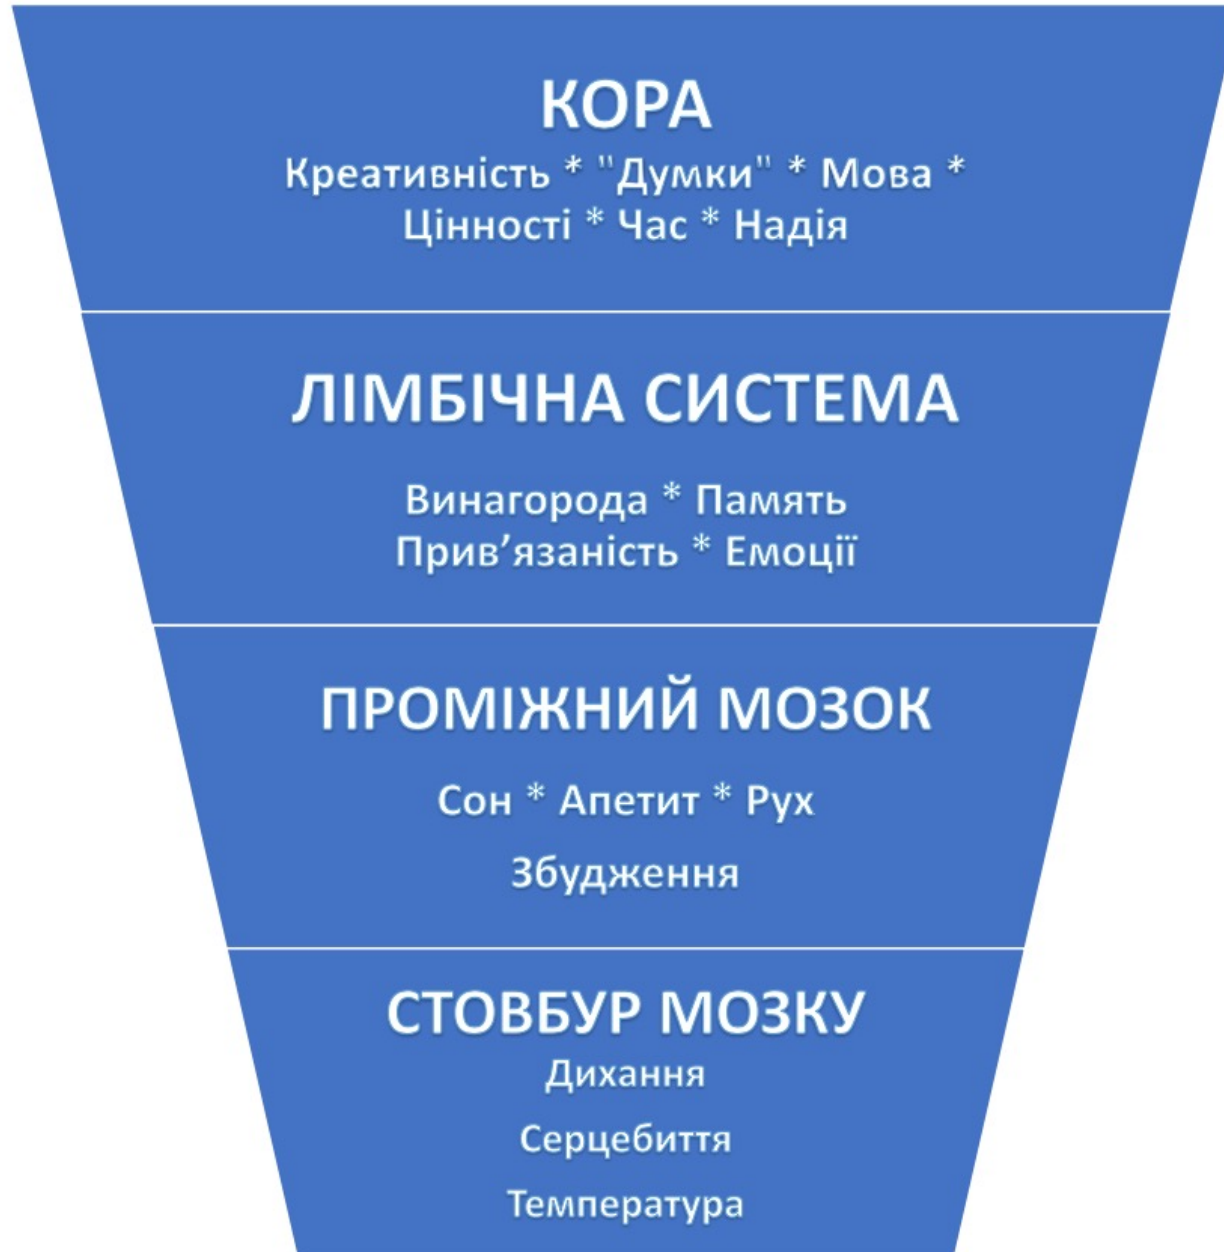 КОРА
Креативність * "Думки" * Мова *
Цінності * Час * Надія
ЛІМБІЧНА СИСТЕМА
Винагорода * Память
Прив’язаність * Емоції
ПРОМІЖНИЙ МОЗОК
Сон * Апетит * Рух
Збудження
СТОВБУР МОЗКУ
Дихання
Серцебиття
Температура